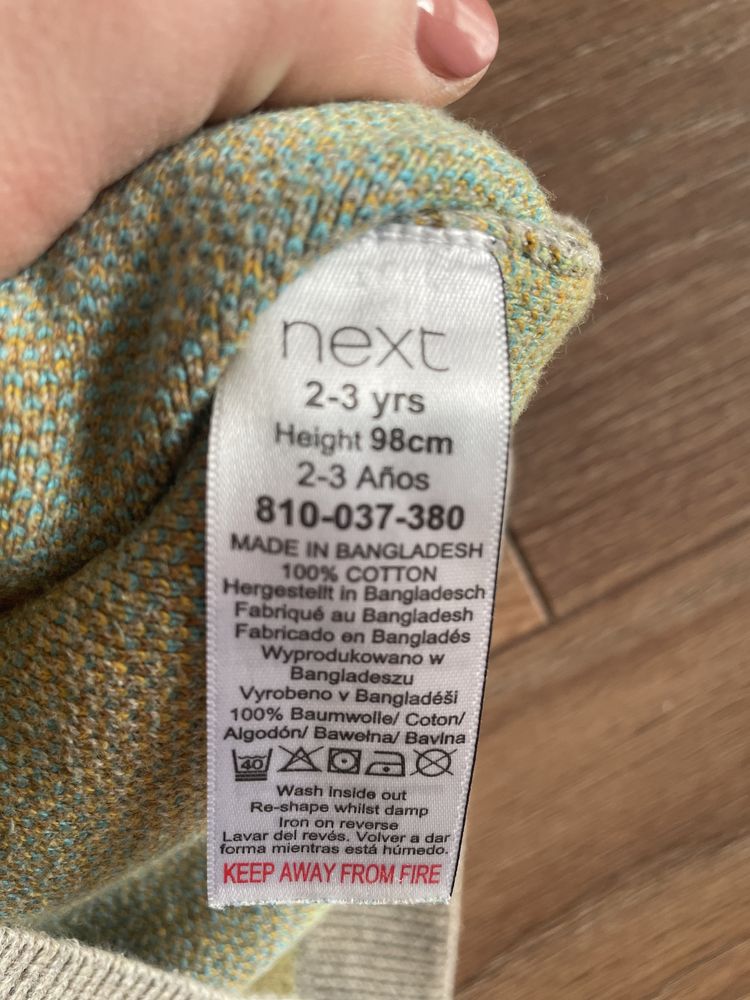 next
2-3 yrs
Height 98cm
2-3 Años
810-037-380
MADE IN BANGLADESH
100% COTTON
Hergestellt in Bangladesch
Fabriqué au Bangladesh
Fabricado en Bangladés
Wyprodukowano w
Bangladeszu
Vyrobeno v Bangladéši
100% Baumwolle/ Coton/
Algodón/ Bawełna/ Bavlna
40
Wash inside out
Re-shape whilst damp
Iron on reverse
Lavar del revés. Volver a dar
forma mientras está húmedo.
KEEP AWAY FROM FIRE